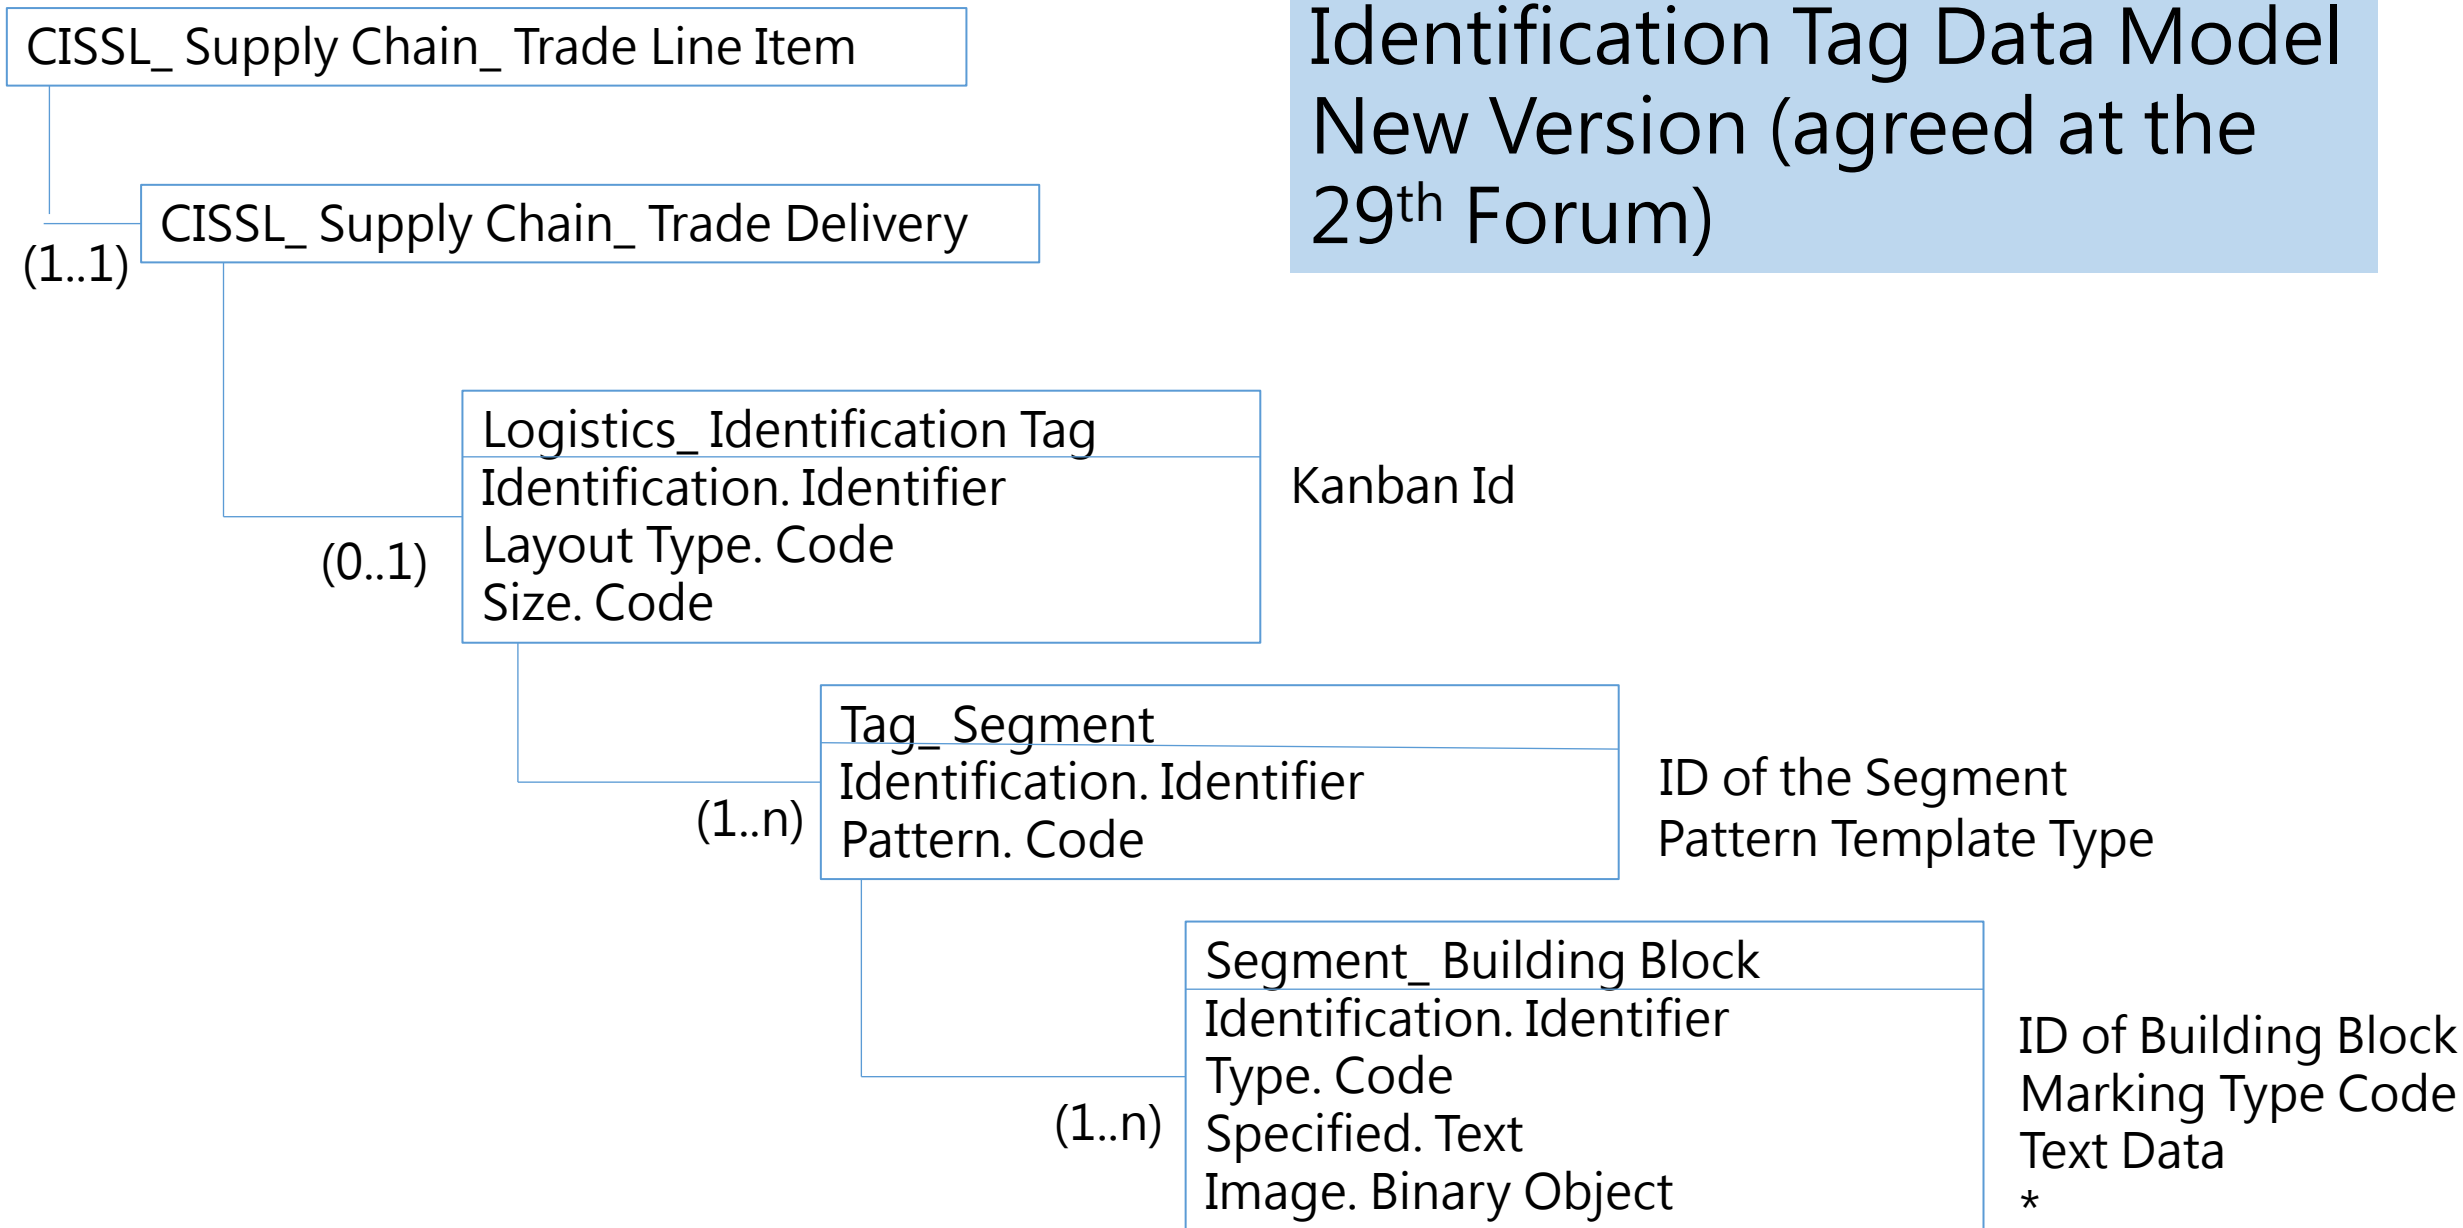 CISSL_ Supply Chain_ Trade Line Item
Identification Tag Data Model
New Version (agreed at the
29th Forum)
CISSL_ Supply Chain_ Trade Delivery
(1..1)
Logistics_ Identification Tag
Identification. Identifier
Kanban Id
Layout Type. Code
(0..1)
Size. Code
Tag_ Segment
Identification. Identifier
ID of the Segment
(1..n)
Pattern. Code
Pattern Template Type
Segment_ Building Block
Identification. Identifier
ID of Building Block
Type. Code
Marking Type Code
(1..n)
Specified. Text
Text Data
Image. Binary Object
*